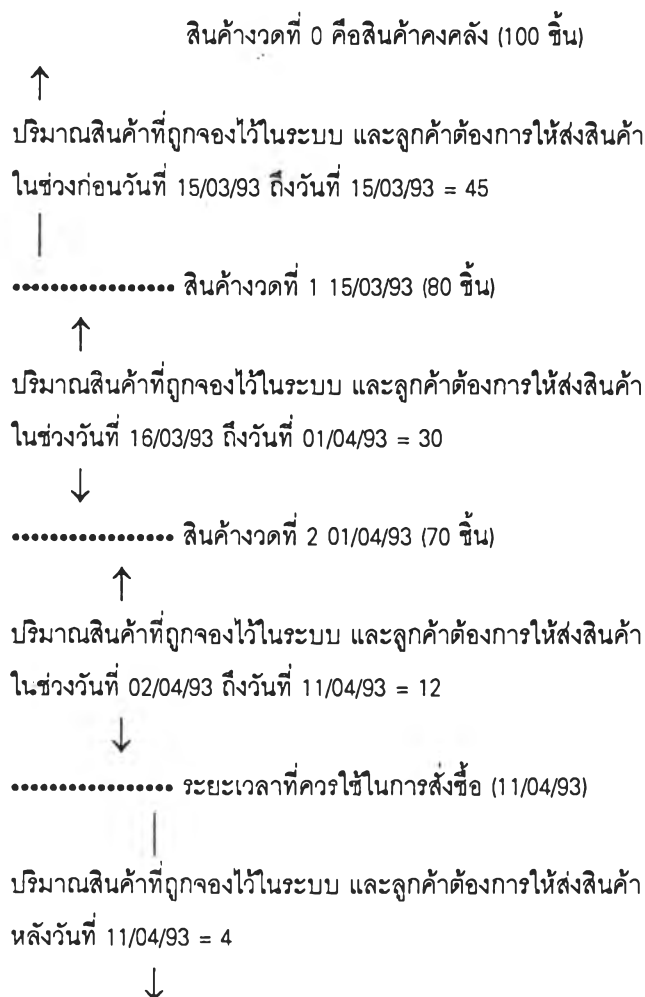 สินค้างวดที่ 0 คือสินค้าคงคลัง (100 ชิ้น)
ปริมาณสินค้าที่ถูกจองไว้ในระบบ และลูกค้าต้องการให้ส่งสินค้า
ในช่วงก่อนวันที่ 15/03/93 ถึงวันที่ 15/03/93 = 45
................. สินค้างวดที่ 1 15/03/93 (80 ชิ้น)
ปริมาณสินค้าที่ถูกจองไว้ในระบบ และลูกค้าต้องการให้ส่งสินค้า
ในช่วงวันที่ 16/03/93 ถึงวันที่ 01/04/93 = 30
................. สินค้างวดที่ 2 01/04/93 (70 ชิ้น)
ปริมาณสินค้าที่ถูกจองไว้ในระบบ และลูกค้าต้องการให้ส่งสินค้า
ในช่วงวันที่ 02/04/93 ถึงวันที่ 11/04/93 = 12
................. ระยะเวลาที่ควรใช้ในการสั่งซื้อ (11/04/93)
ปริมาณสินค้าที่ถูกจองไว้ในระบบ และลูกค้าต้องการให้ส่งสินค้า
หลังวันที่ 11/04/93 = 4